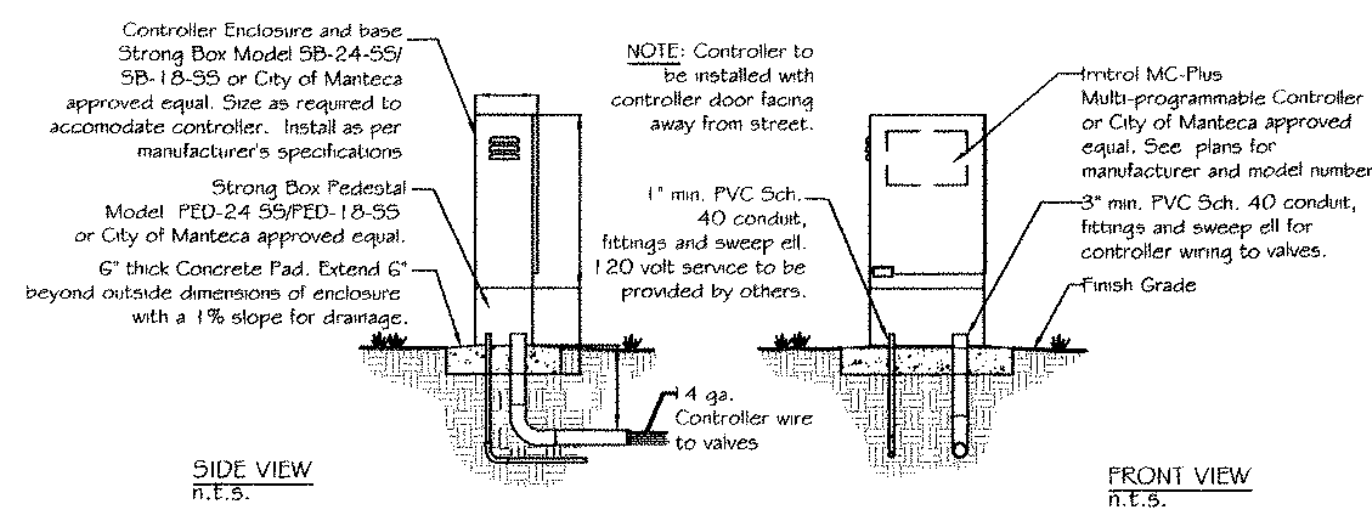 Controller Enclosure and base
Strong Box Model SB-24-SS/
SB-18-SS or City of Manteca
approved equal. Size as required to
accomodate controller. Install as per
manufacturer's specifications
Strong Box Pedestal
Model PED-24 SS/PED-18-SS
or City of Manteca approved equal.
6" thick Concrete Pad. Extend 6"
beyond outside dimensions of enclosure
with a 1% slope for drainage.
NOTE: Controller to
be installed with
controller door facing
away from street.
1" min. PVC Sch.
40 conduit,
fittings and sweep ell.
120 volt service to be
provided by others.
14 ga.
Controller wire
to valves
SIDE VIEW
n.t.s.
Irritrol MC-Plus
Multi-programmable Controller
or City of Manteca approved
equal. See plans for
manufacturer and model number
3" min. PVC Sch. 40 conduit,
fittings and sweep ell for
controller wiring to valves.
Finish Grade
FRONT VIEW
n.t.s.